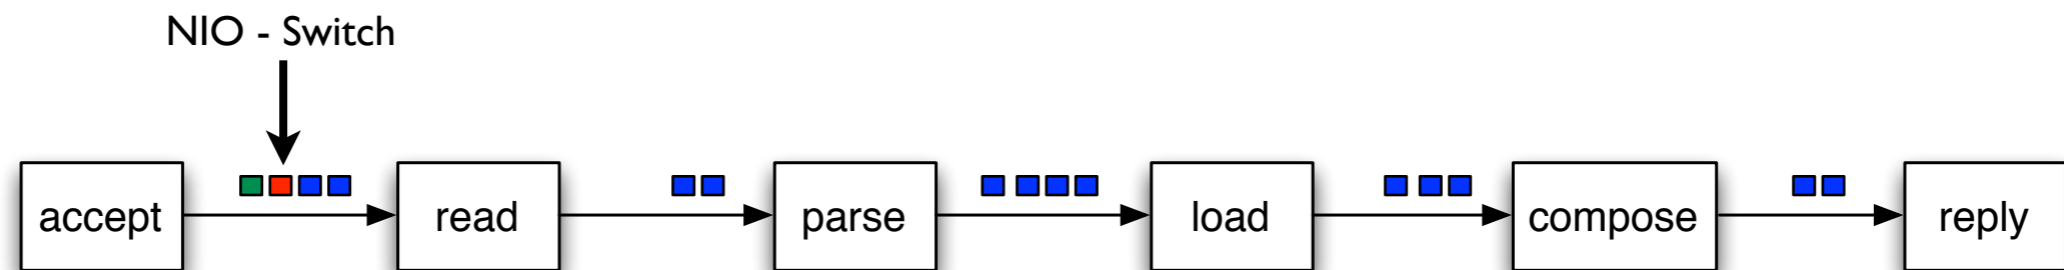 NIO - Switch
accept
read
parse
load
compose
reply